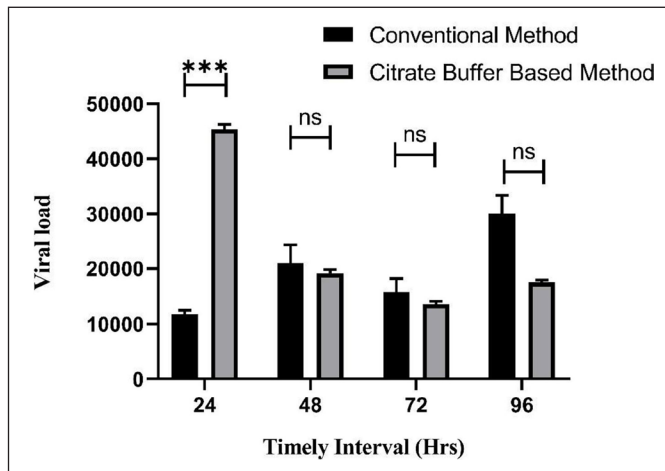 Conventional Method
Citrate Buffer Based Method
***
ns
ns
ns
50000
40000
30000
20000
10000
0
Viral load
24 48 72 96
Timely Interval (Hrs)